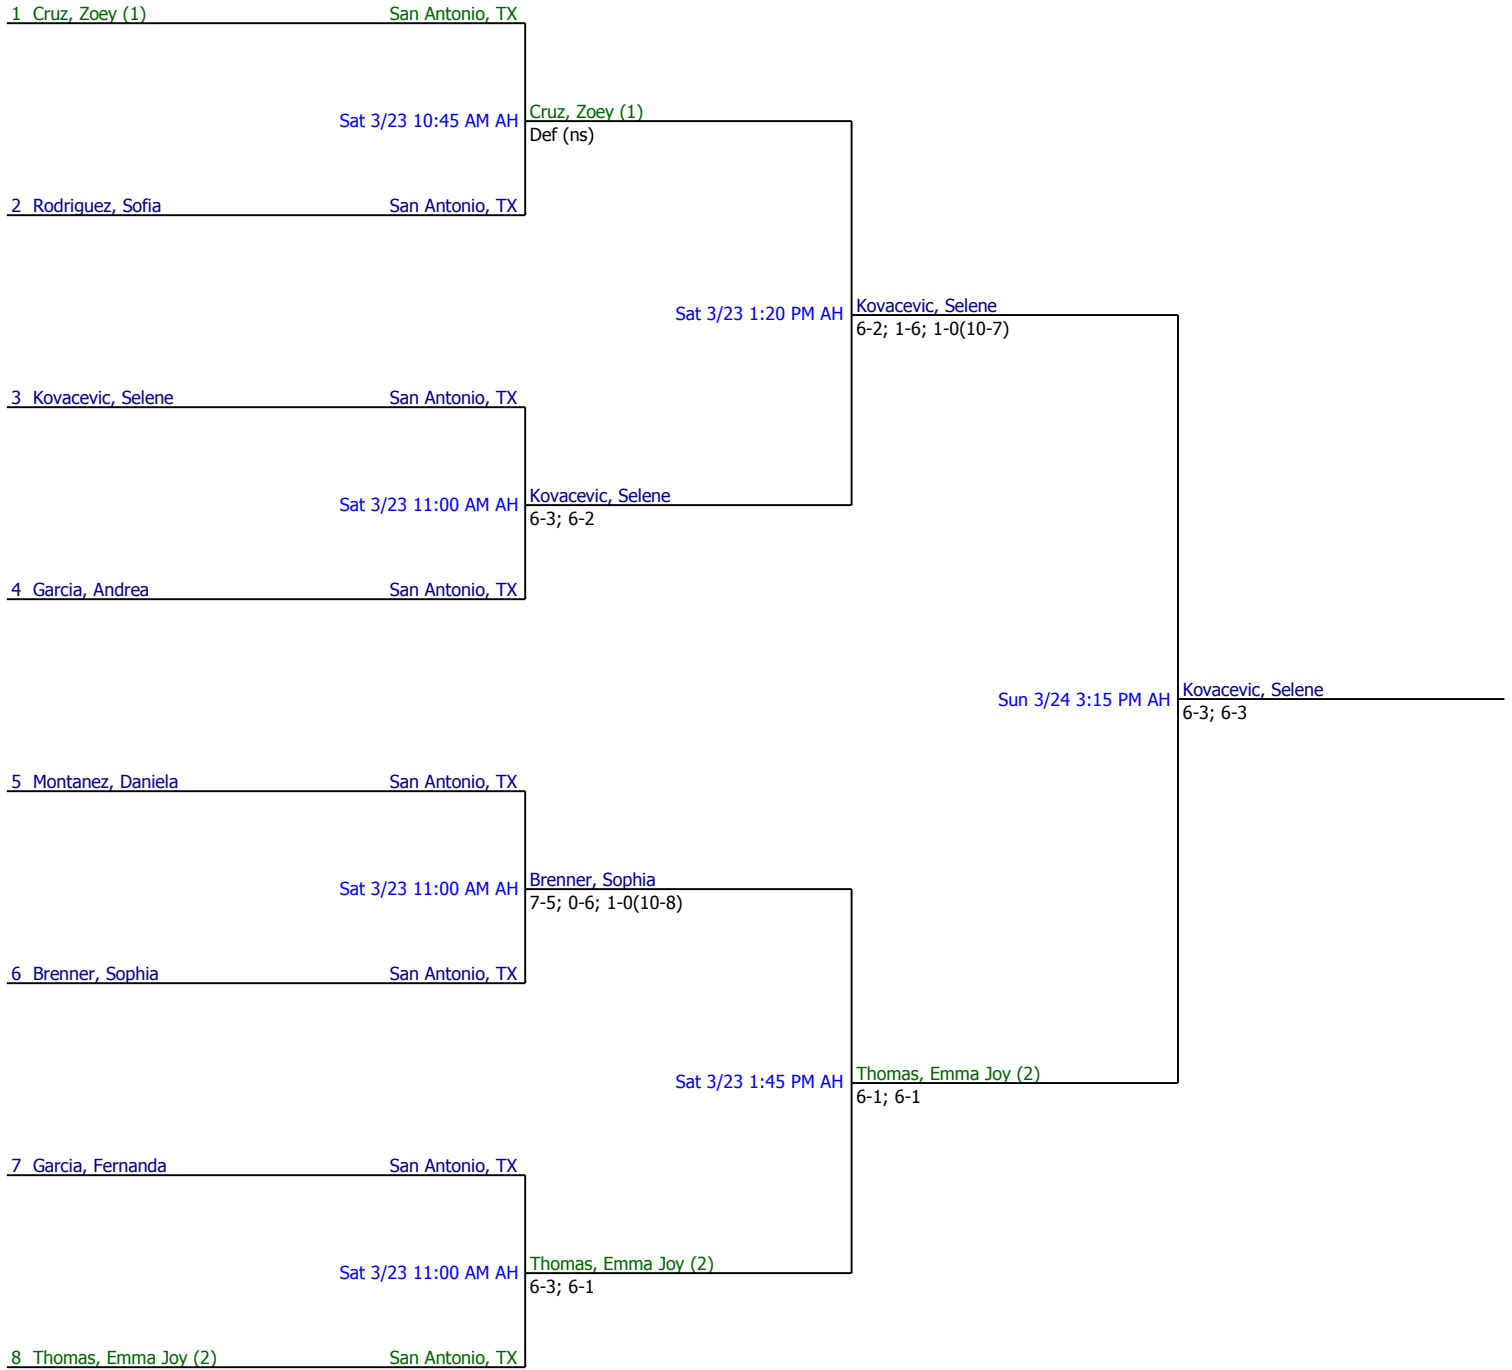 1 Cruz, Zoey (1) San Antonio, TX
Sat 3/23 10:45 AM AH
Cruz, Zoey (1)
Def (ns)
2 Rodriguez, Sofia San Antonio, TX
Sat 3/23 1:20 PM AH
Kovacevic, Selene
6-2; 1-6; 1-0(10-7)
3 Kovacevic, Selene San Antonio, TX
Sat 3/23 11:00 AM AH
Kovacevic, Selene
6-3; 6-2
4 Garcia, Andrea San Antonio, TX
Sun 3/24 3:15 PM AH
Kovacevic, Selene
6-3; 6-3
5 Montanez, Daniela San Antonio, TX
Sat 3/23 11:00 AM AH
Brenner, Sophia
7-5; 0-6; 1-0(10-8)
6 Brenner, Sophia San Antonio, TX
Sat 3/23 1:45 PM AH
Thomas, Emma Joy (2)
6-1; 6-1
7 Garcia, Fernanda San Antonio, TX
Sat 3/23 11:00 AM AH
Thomas, Emma Joy (2)
6-3; 6-1
8 Thomas, Emma Joy (2) San Antonio, TX